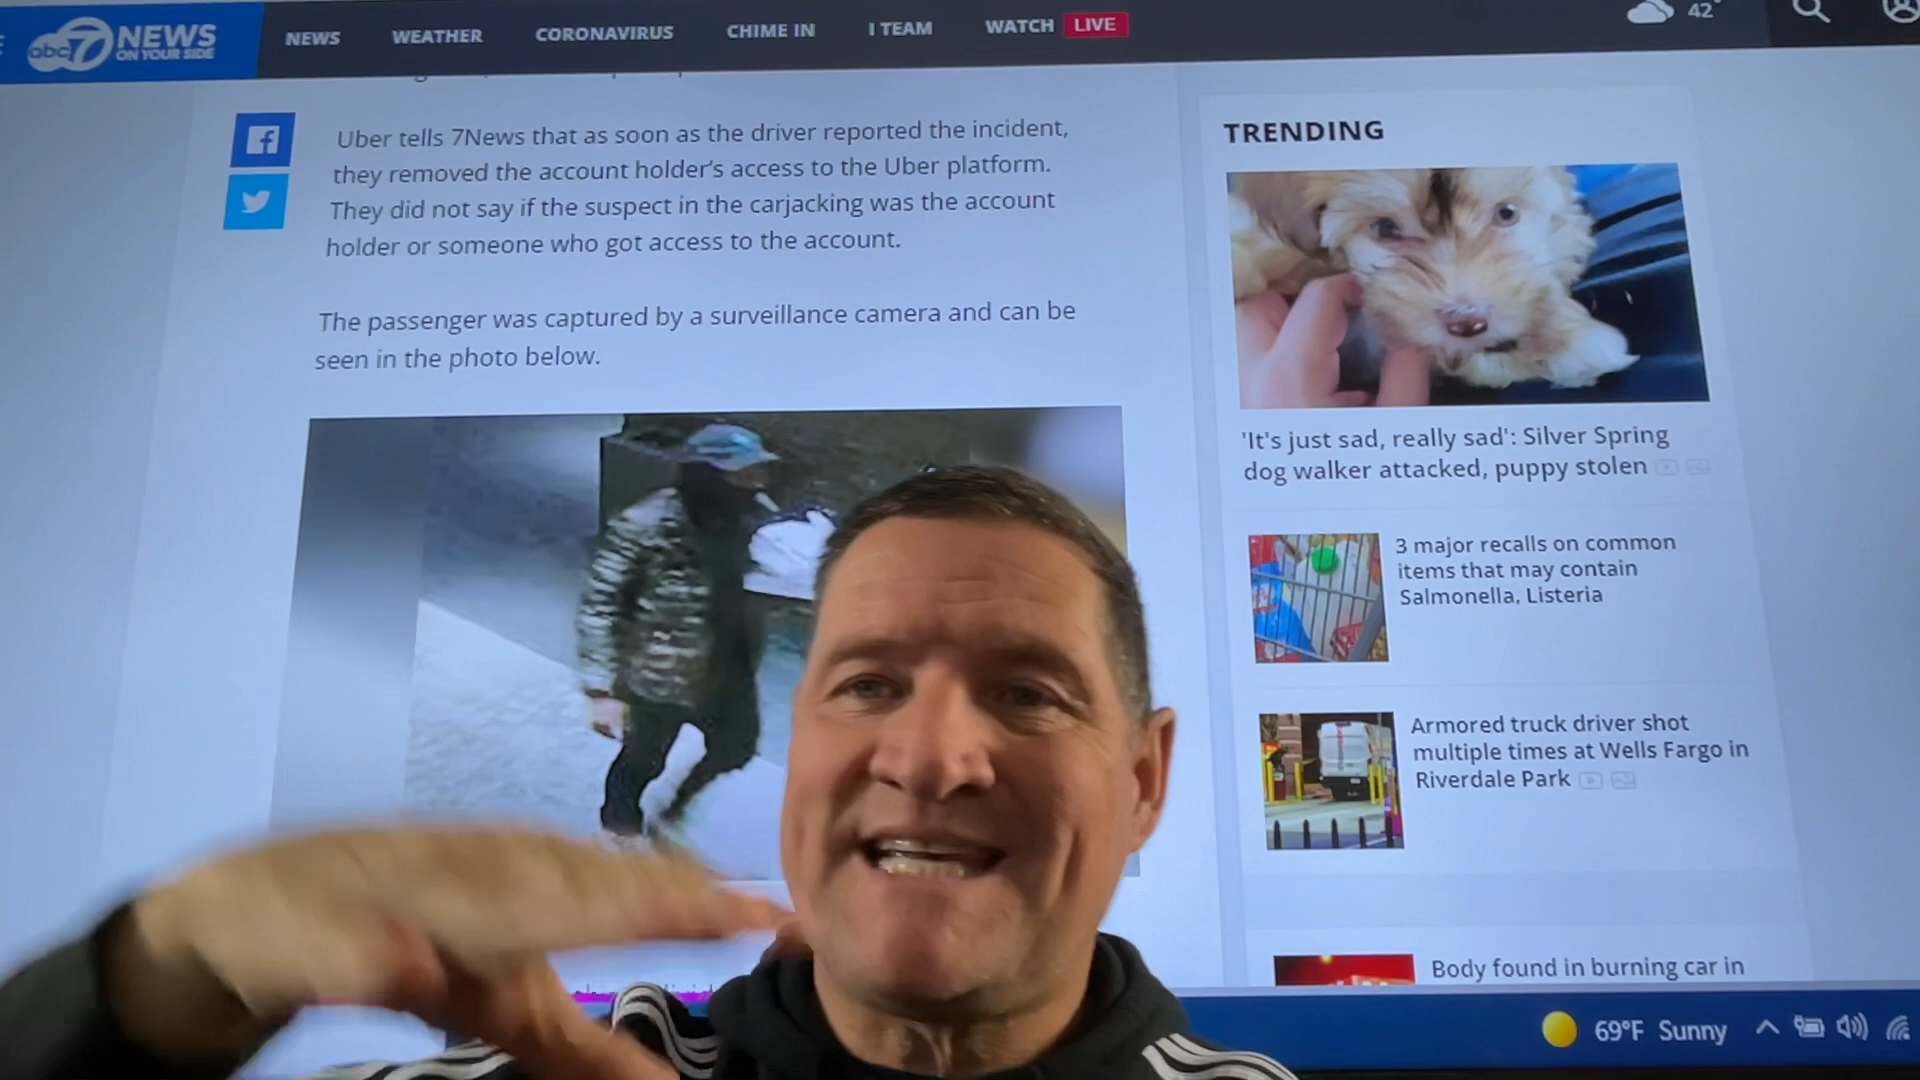 abc 7 NEWS
ON YOUR SIDE
NEWS
WEATHER
CORONAVIRUS
CHIME IN
I TEAM
WATCH LIVE
42°
Uber tells 7News that as soon as the driver reported the incident,
they removed the account holder's access to the Uber platform.
They did not say if the suspect in the carjacking was the account
holder or someone who got access to the account.
The passenger was captured by a surveillance camera and can be
seen in the photo below.
TRENDING
'It's just sad, really sad': Silver Spring
dog walker attacked, puppy stolen
3 major recalls on common
items that may contain
Salmonella, Listeria
Armored truck driver shot
multiple times at Wells Fargo in
Riverdale Park
Body found in burning car in
69°F Sunny